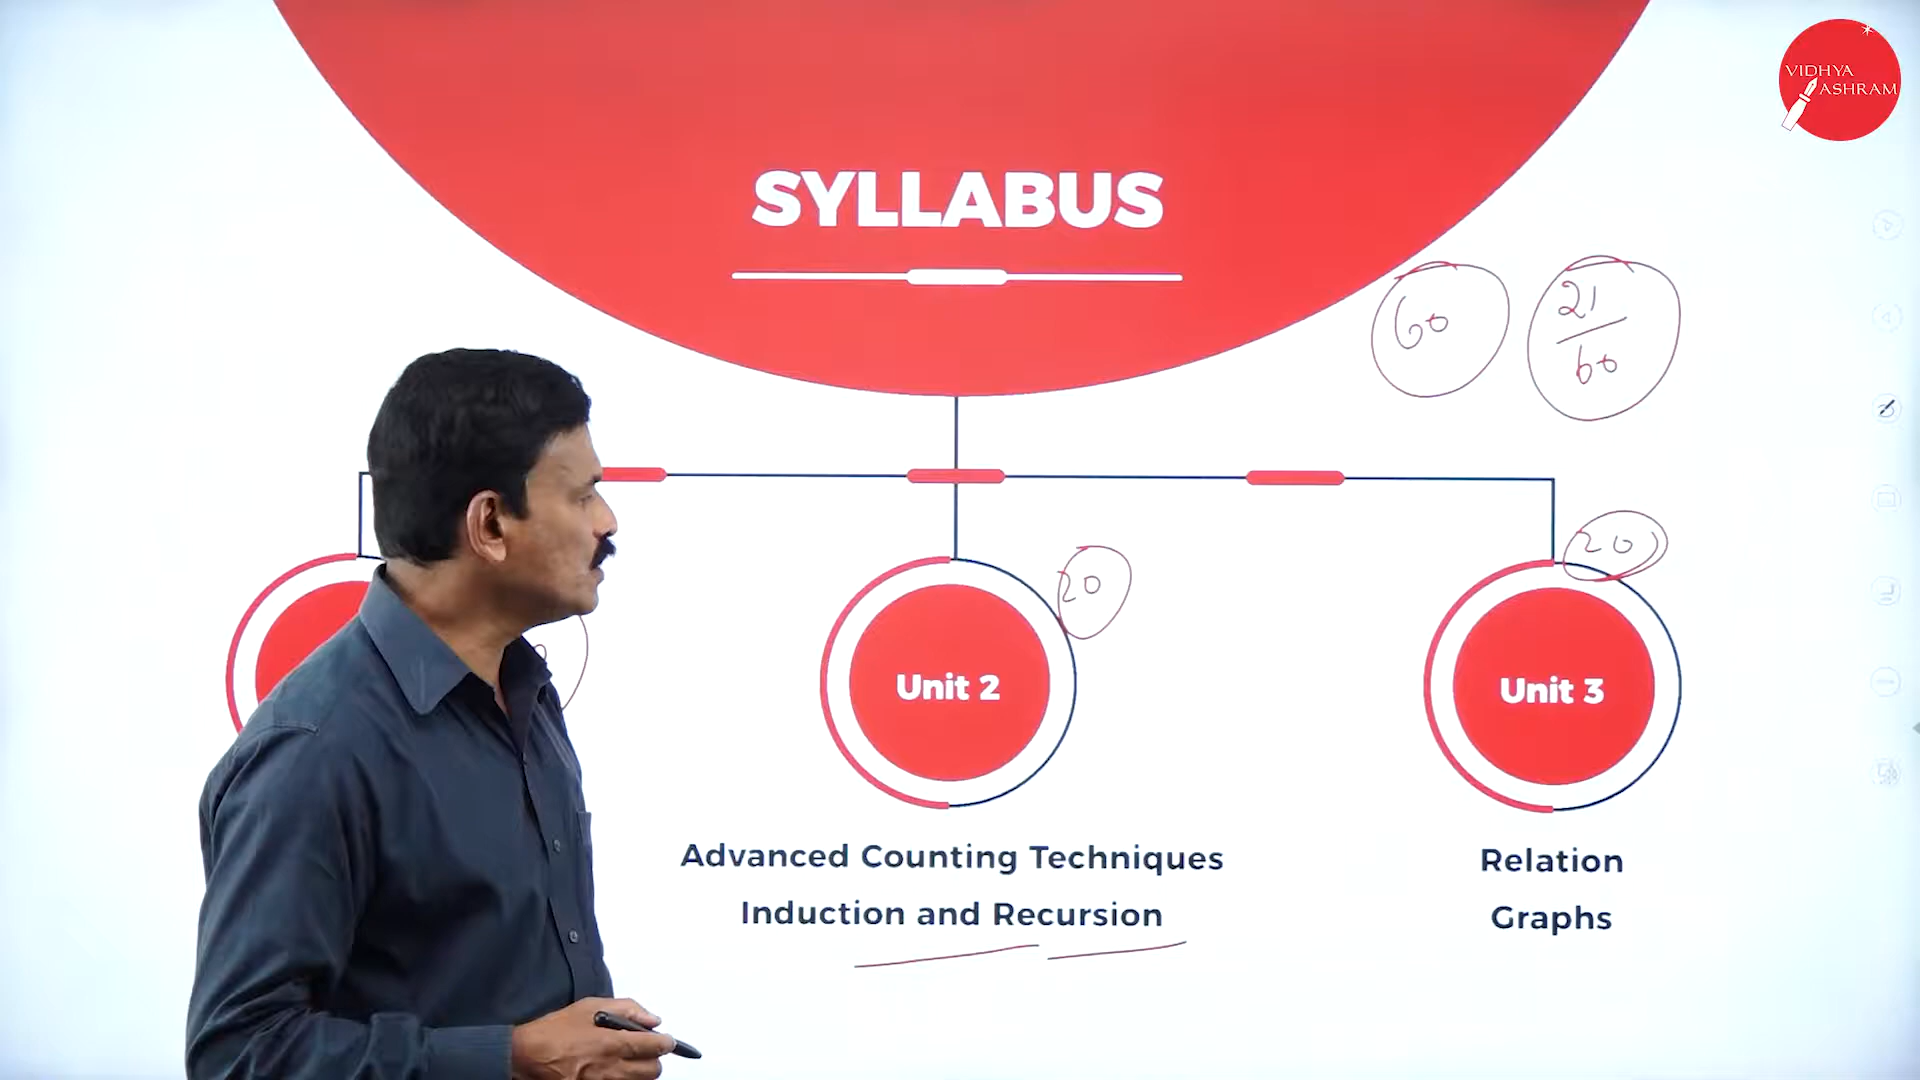 VIDHYA
ASHRAM
SYLLABUS
60
21
60
20
20
Unit 2
Unit 3
Advanced Counting Techniques
Induction and Recursion
Relation
Graphs